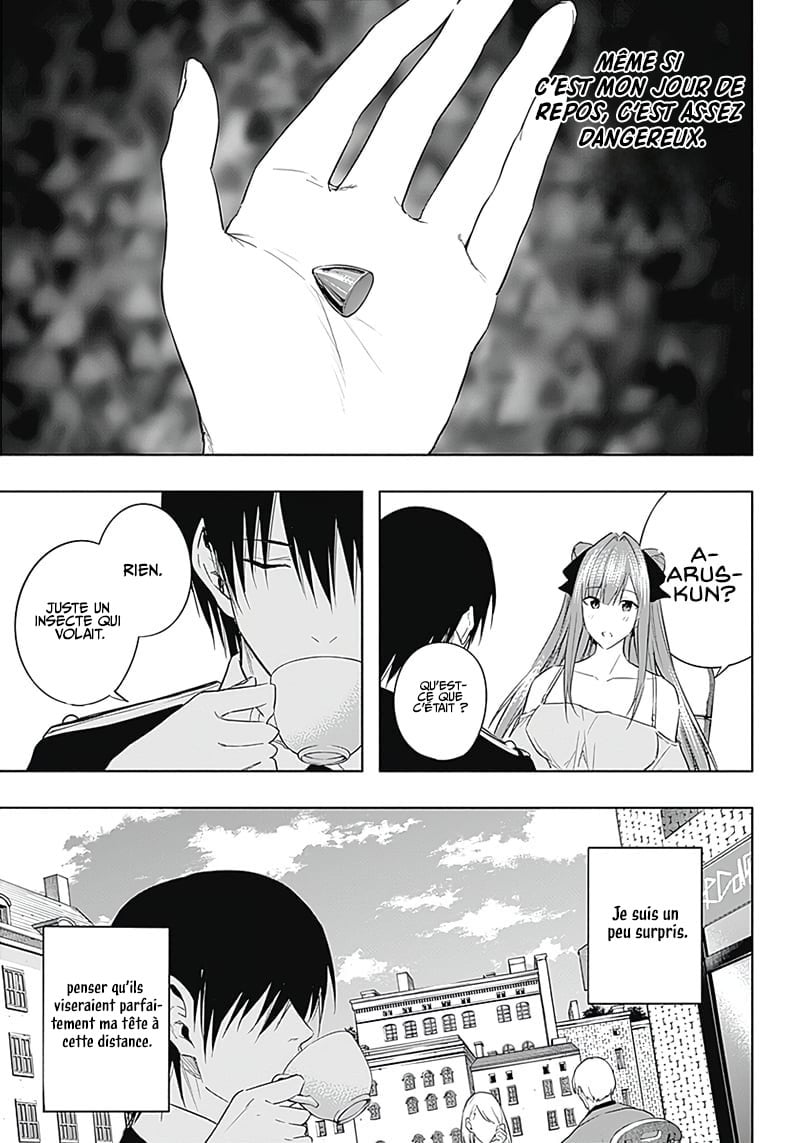 MÊME SI
C'EST MON JOUR DE
REPOS, C'EST ASSEZ
DANGEREUX.
A-
ARUS-
KUN?
QU'EST-
CE QUE
C'ÉTAIT ?
RIEN.
JUSTE UN
INSECTE QUI
VOLAIT.
Je suis un
peu surpris.
penser qu'ils
viseraient parfai-
tement ma tête à
cette distance.